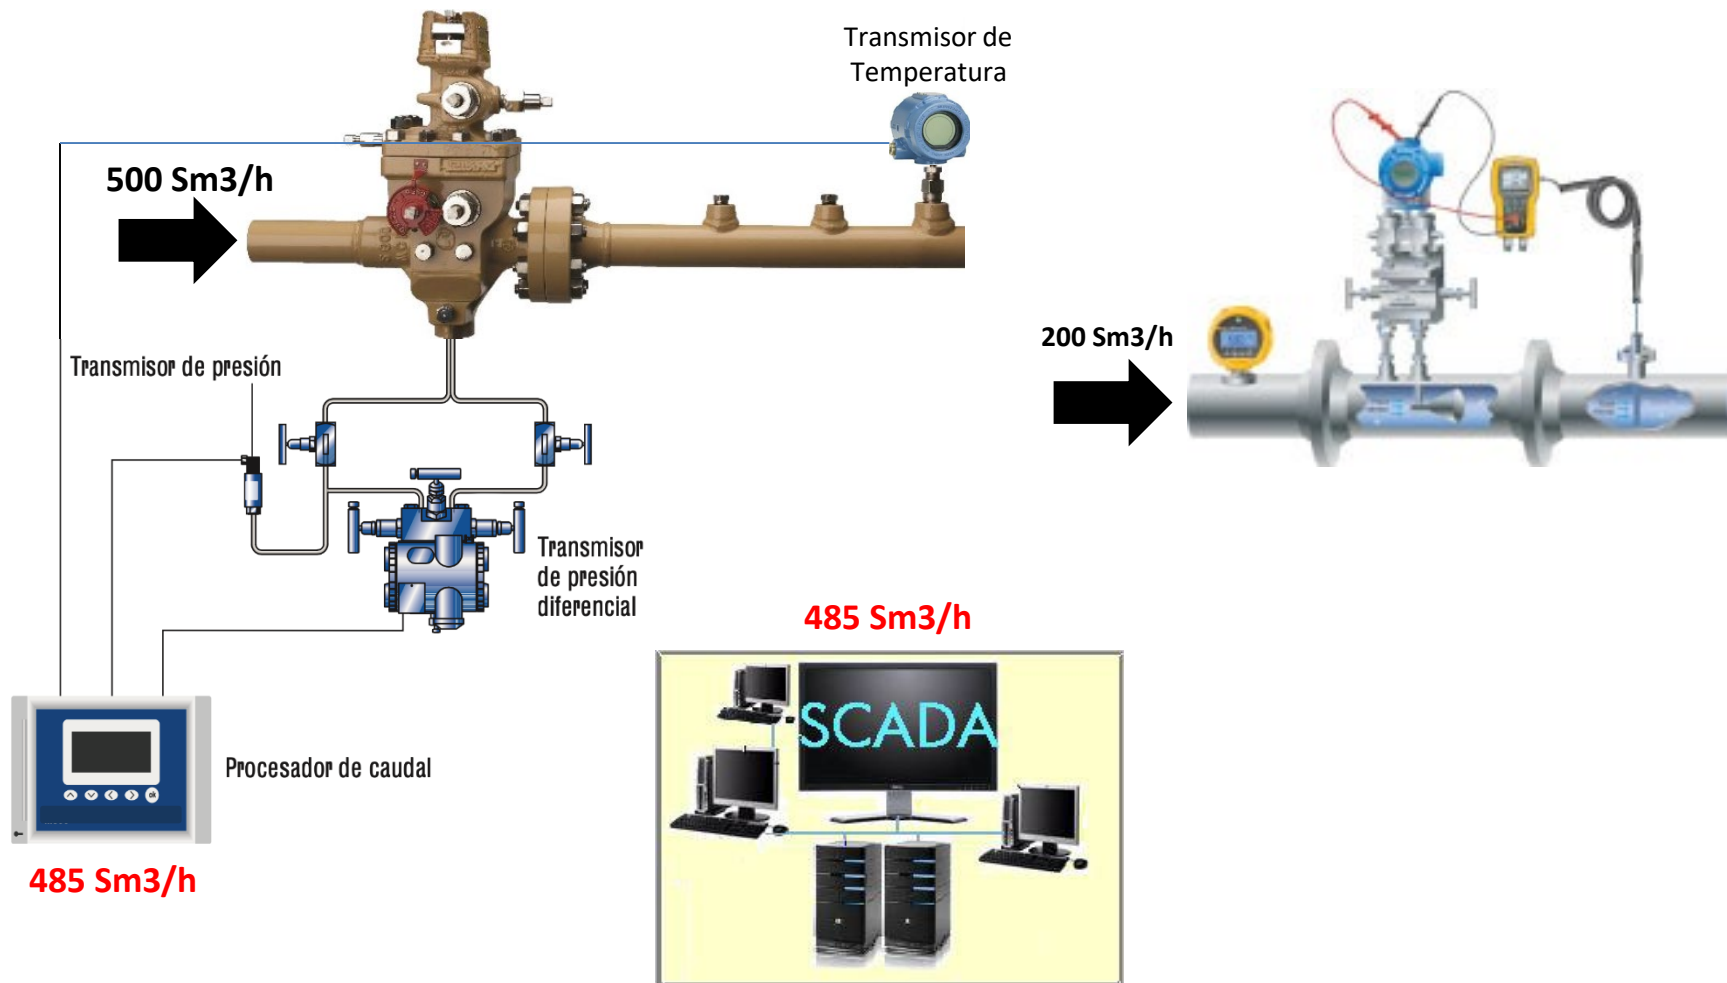 Transmisor de
Temperatura
500 Sm3/h
200 Sm3/h
Transmisor de presión
Transmisor
de presión
diferencial
485 Sm3/h
SCADA
ok
Procesador de caudal
485 Sm3/h